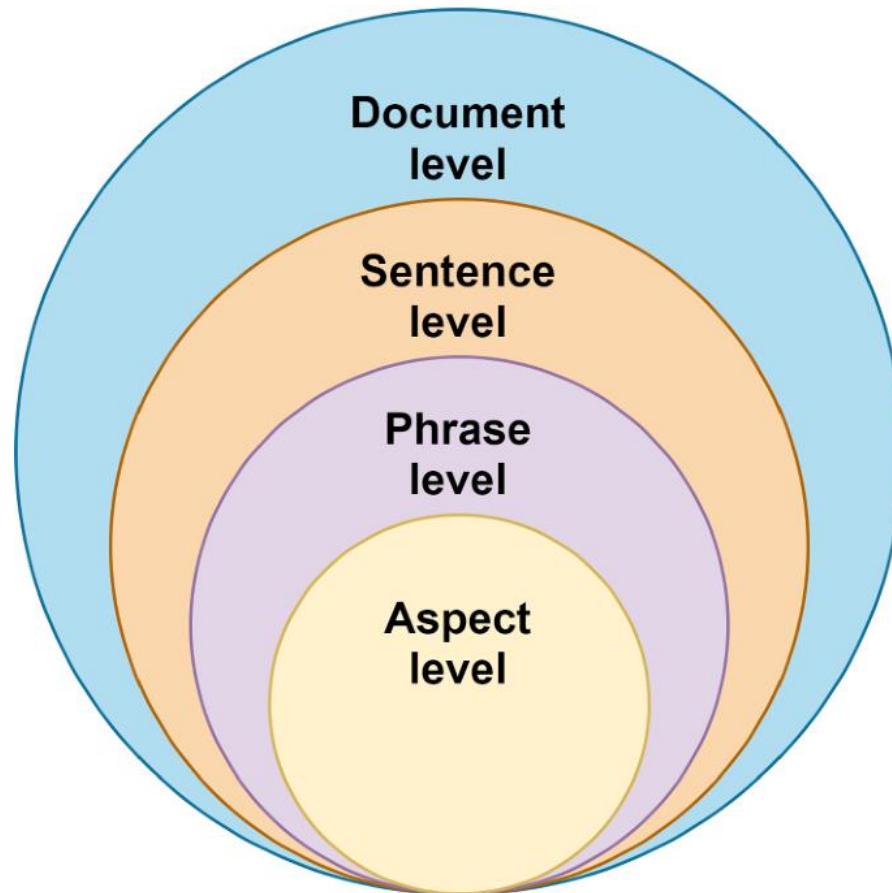 Document
level
Sentence
level
Phrase
level
Aspect
level